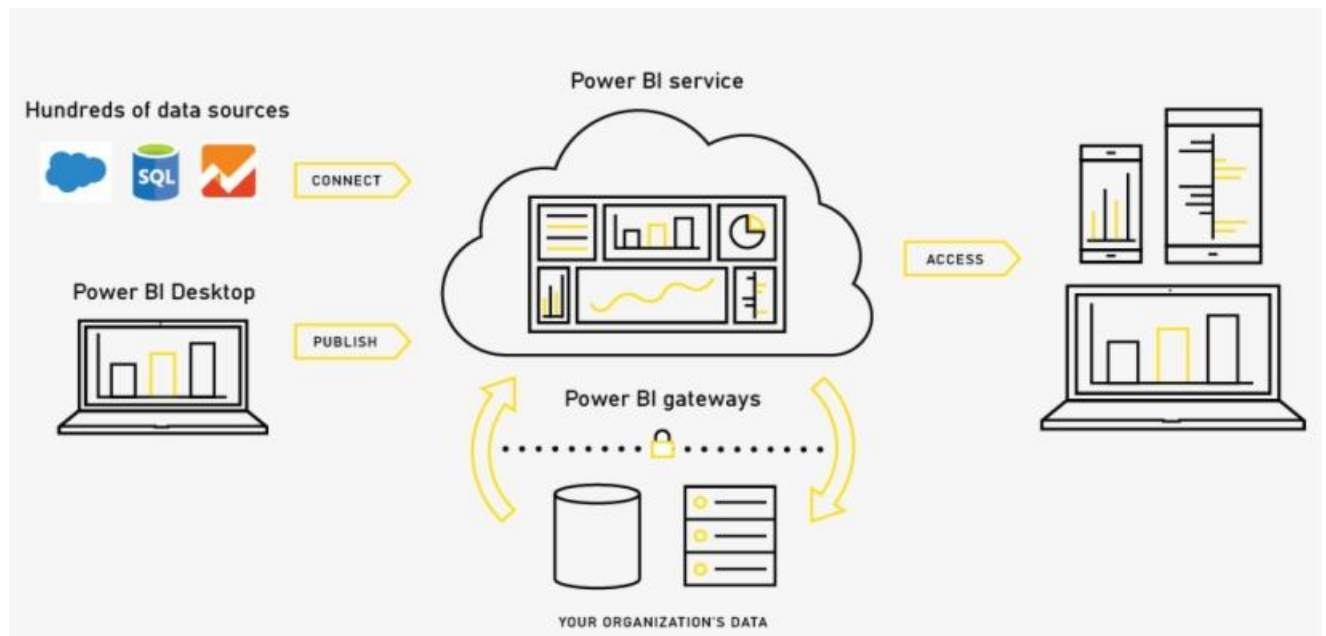 Power BI service
Hundreds of data sources
SQL
CONNECT
ACCESS
Power BI Desktop
PUBLISH
Power BI gateways
YOUR ORGANIZATION'S DATA